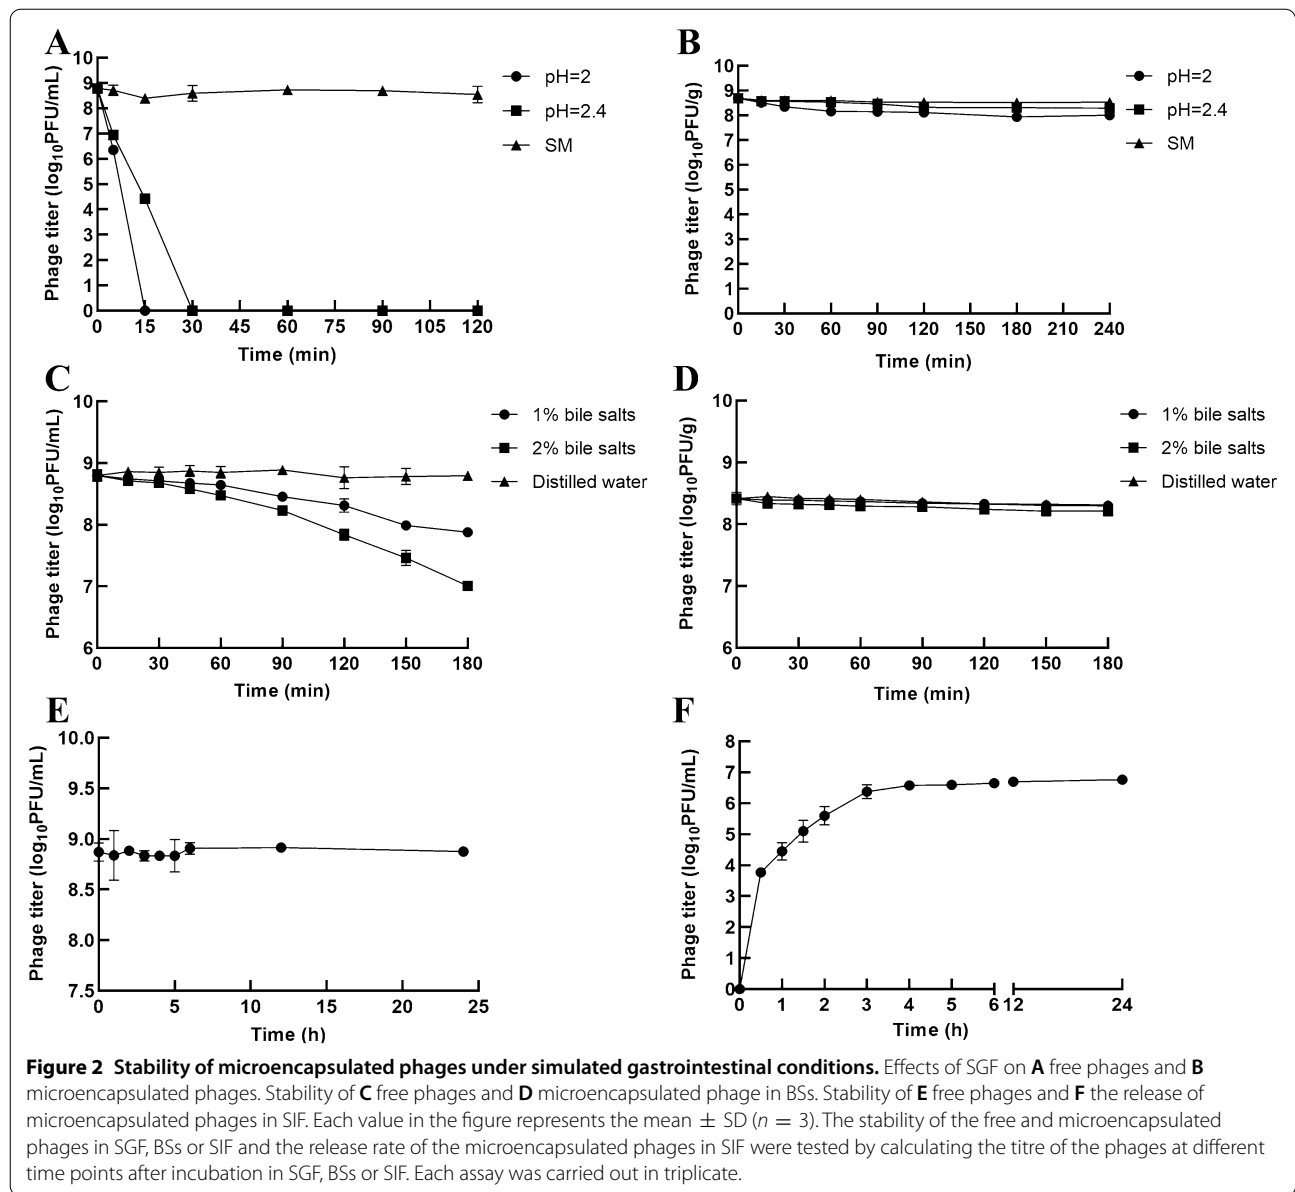 A
10
9
8
7
6
5
4
3
2
1
0
0 15 30 45 60 75 90 105 120
Phage titer (log10PFU/mL)
Time (min)
pH=2
pH=2.4
SM
B
10
9
8
7
6
5
4
3
2
1
0
0 30 60 90 120 150 180 210 240
Phage titer (log10PFU/g)
Time (min)
pH=2
pH=2.4
SM
C
10
9
8
7
6
0 30 60 90 120 150 180
Phage titer (log10PFU/mL)
Time (min)
1% bile salts
2% bile salts
Distilled water
D
10
9
8
7
6
0 30 60 90 120 150 180
Phage titer (log10PFU/g)
Time (min)
1% bile salts
2% bile salts
Distilled water
E
10.0
9.5
9.0
8.5
8.0
7.5
0 5 10 15 20 25
Phage titer (log10PFU/mL)
Time (h)
F
8
7
6
5
4
3
2
1
0
0 1 2 3 4 5 6 12 24
Phage titer (log10PFU/mL)
Time (h)
Figure 2 Stability of microencapsulated phages under simulated gastrointestinal conditions. Effects of SGF on A free phages and B
microencapsulated phages. Stability of C free phages and D microencapsulated phage in BSs. Stability of E free phages and F the release of
microencapsulated phages in SIF. Each value in the figure represents the mean ± SD (n = 3). The stability of the free and microencapsulated
phages in SGF, BSs or SIF and the release rate of the microencapsulated phages in SIF were tested by calculating the titre of the phages at different
time points after incubation in SGF, BSs or SIF. Each assay was carried out in triplicate.